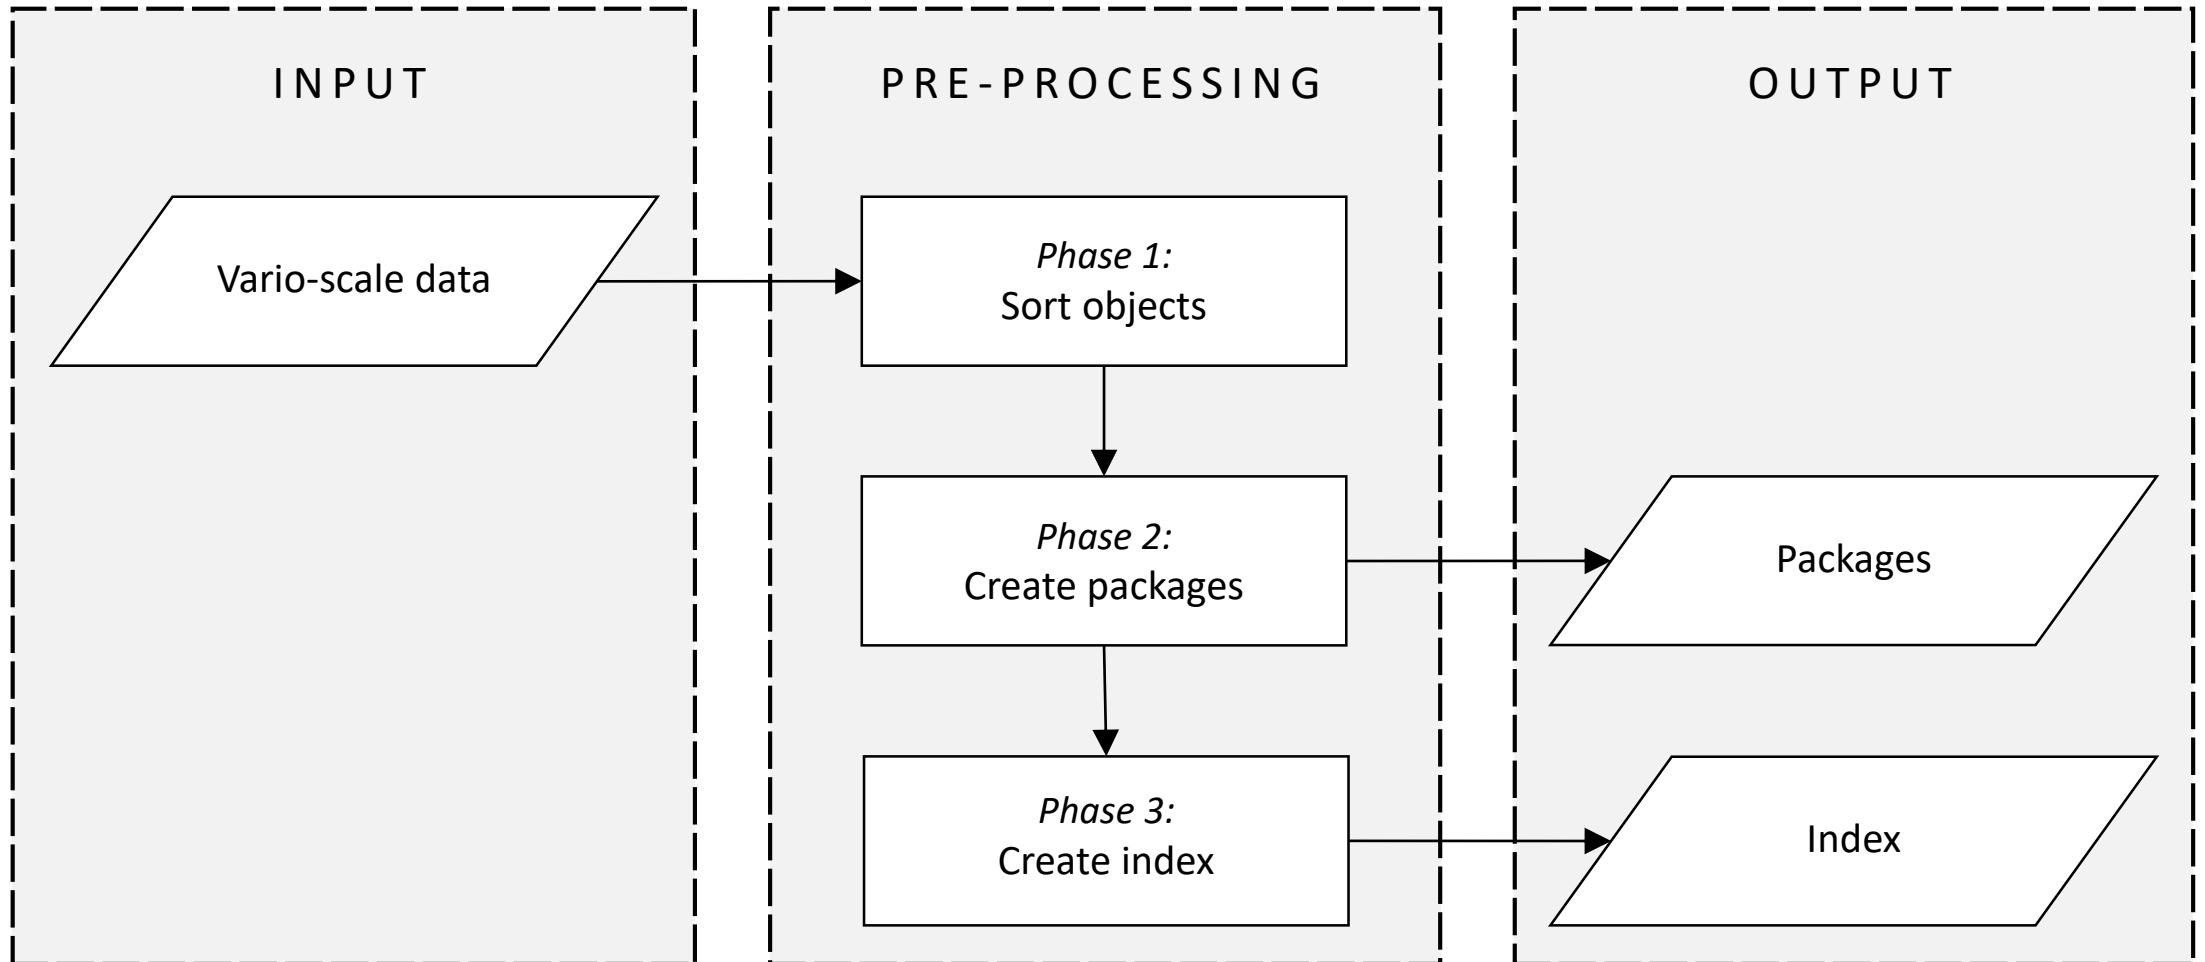 INPUT
PRE-PROCESSING
OUTPUT
Vario-scale data
Phase 1:
Sort objects
Phase 2:
Create packages
Packages
Phase 3:
Create index
Index